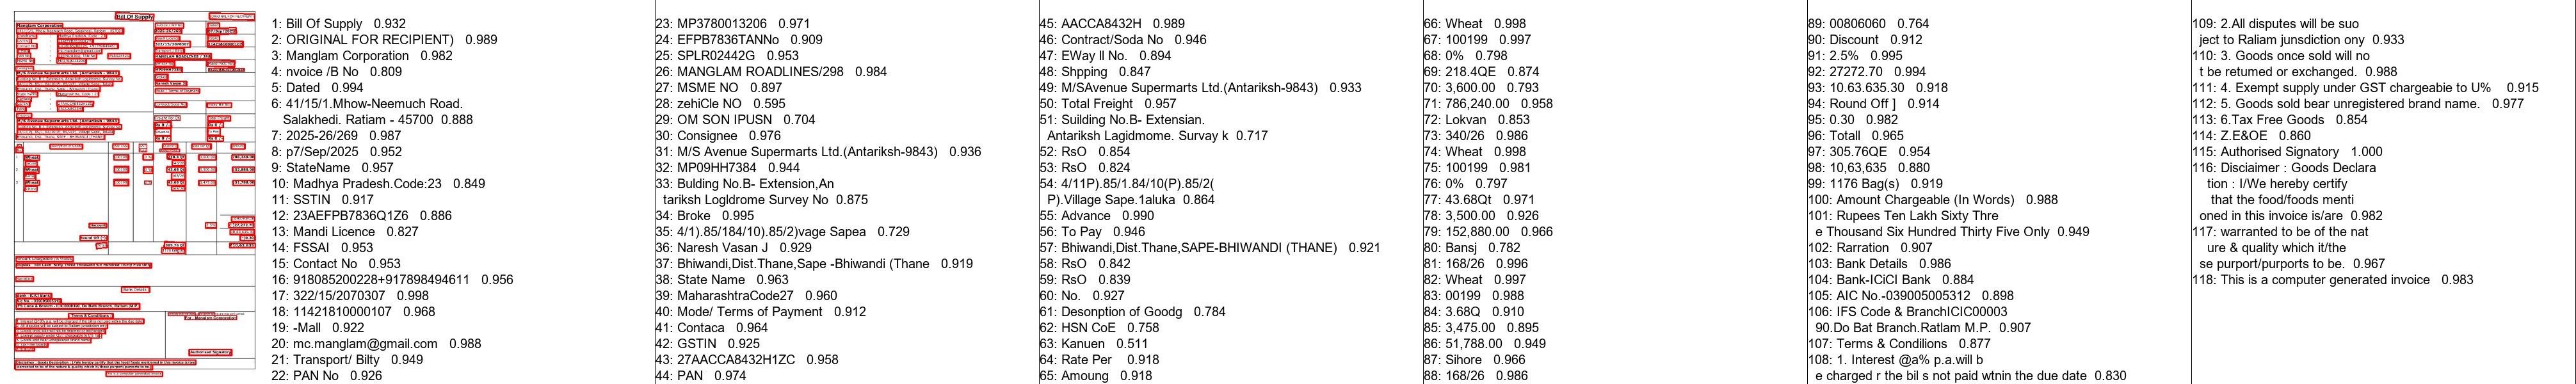 1: Bill Of Supply 0.932
2: ORIGINAL FOR RECIPIENT) 0.989
3: Manglam Corporation 0.982
4: nvoice /B No 0.809
5: Dated 0.994
6: 41/15/1.Mhow-Neemuch Road.
Salakhedi. Ratiam - 45700 0.888
7: 2025-26/269 0.987
8: p7/Sep/2025 0.952
9: StateName 0.957
10: Madhya Pradesh.Code:23 0.849
11: SSTIN 0.917
12: 23AEFPB7836Q1Z6 0.886
13: Mandi Licence 0.827
14: FSSAI 0.953
15: Contact No 0.953
16: 918085200228+917898494611 0.956
17: 322/15/2070307 0.998
18: 11421810000107 0.968
19: -Mall 0.922
20: mc.manglam@gmail.com 0.988
21: Transport/ Bilty 0.949
22: PAN No 0.926
23: MP3780013206 0.971
24: EFPB7836TANNo 0.909
25: SPLR02442G 0.953
26: MANGLAM ROADLINES/298 0.984
27: MSME NO 0.897
28: zehiCle NO 0.595
29: OM SON IPUSN 0.704
30: Consignee 0.976
31: M/S Avenue Supermarts Ltd.(Antariksh-9843) 0.936
32: MP09HH7384 0.944
33: Bulding No.B- Extension,An
tariksh Logldrome Survey No 0.875
34: Broke 0.995
35: 4/1).85/184/10).85/2)vage Sapea 0.729
36: Naresh Vasan J 0.929
37: Bhiwandi,Dist.Thane,Sape -Bhiwandi (Thane 0.919
38: State Name 0.963
39: MaharashtraCode27 0.960
40: Mode/ Terms of Payment 0.912
41: Contaca 0.964
42: GSTIN 0.925
43: 27AACCA8432H1ZC 0.958
44: PAN 0.974
45: AACCA8432H 0.989
46: Contract/Soda No 0.946
47: EWay ll No. 0.894
48: Shpping 0.847
49: M/SAvenue Supermarts Ltd.(Antariksh-9843) 0.933
50: Total Freight 0.957
51: Suilding No.B- Extensian.
Antariksh Lagidmome. Survay k 0.717
52: RsO 0.854
53: RsO 0.824
54: 4/11P).85/1.84/10(P).85/2(
P).Village Sape.1aluka 0.864
55: Advance 0.990
56: To Pay 0.946
57: Bhiwandi,Dist.Thane,SAPE-BHIWANDI (THANE) 0.921
58: RsO 0.842
59: RsO 0.839
60: No. 0.927
61: Desonption of Goodg 0.784
62: HSN CoE 0.758
63: Kanuen 0.511
64: Rate Per 0.918
65: Amoung 0.918
66: Wheat 0.998
67: 100199 0.997
68: 0% 0.798
69: 218.4QE 0.874
70: 3,600.00 0.793
71: 786,240.00 0.958
72: Lokvan 0.853
73: 340/26 0.986
74: Wheat 0.998
75: 100199 0.981
76: 0% 0.797
77: 43.68Qt 0.971
78: 3,500.00 0.926
79: 152,880.00 0.966
80: Bansj 0.782
81: 168/26 0.996
82: Wheat 0.997
83: 00199 0.988
84: 3.68Q 0.910
85: 3,475.00 0.895
86: 51,788.00 0.949
87: Sihore 0.966
88: 168/26 0.986
89: 00806060 0.764
90: Discount 0.912
91: 2.5% 0.995
92: 27272.70 0.994
93: 10.63,635.30 0.918
94: Round Off ] 0.914
95: 0.30 0.982
96: Totall 0.965
97: 305.76QE 0.954
98: 10,63,635 0.880
99: 1176 Bag(s) 0.919
100: Amount Chargeable (In Words) 0.988
101: Rupees Ten Lakh Sixty Thre
e Thousand Six Hundred Thirty Five Only 0.949
102: Rarration 0.907
103: Bank Details 0.986
104: Bank-ICiCI Bank 0.884
105: AIC No.-039005005312 0.898
106: IFS Code & BranchICIC00003
90.Do Bat Branch.Ratlam M.P. 0.907
107: Terms & Condilions 0.877
108: 1. Interest @a% p.a.will b
e charged r the bil s not paid wtnin the due date 0.830
109: 2.All disputes will be suo
ject to Raliam junsdiction ony 0.933
110: 3. Goods once sold will no
t be retumed or exchanged. 0.988
111: 4. Exempt supply under GST chargeabie to U% 0.915
112: 5. Goods sold bear unregistered brand name. 0.977
113: 6.Tax Free Goods 0.854
114: Z.E&OE 0.860
115: Authorised Signatory 1.000
116: Disciaimer : Goods Declara
tion : I/We hereby certify
that the food/foods menti
oned in this invoice is/are 0.982
117: warranted to be of the nat
ure & quality which it/the
se purport/purports to be. 0.967
118: This is a computer generated invoice 0.983